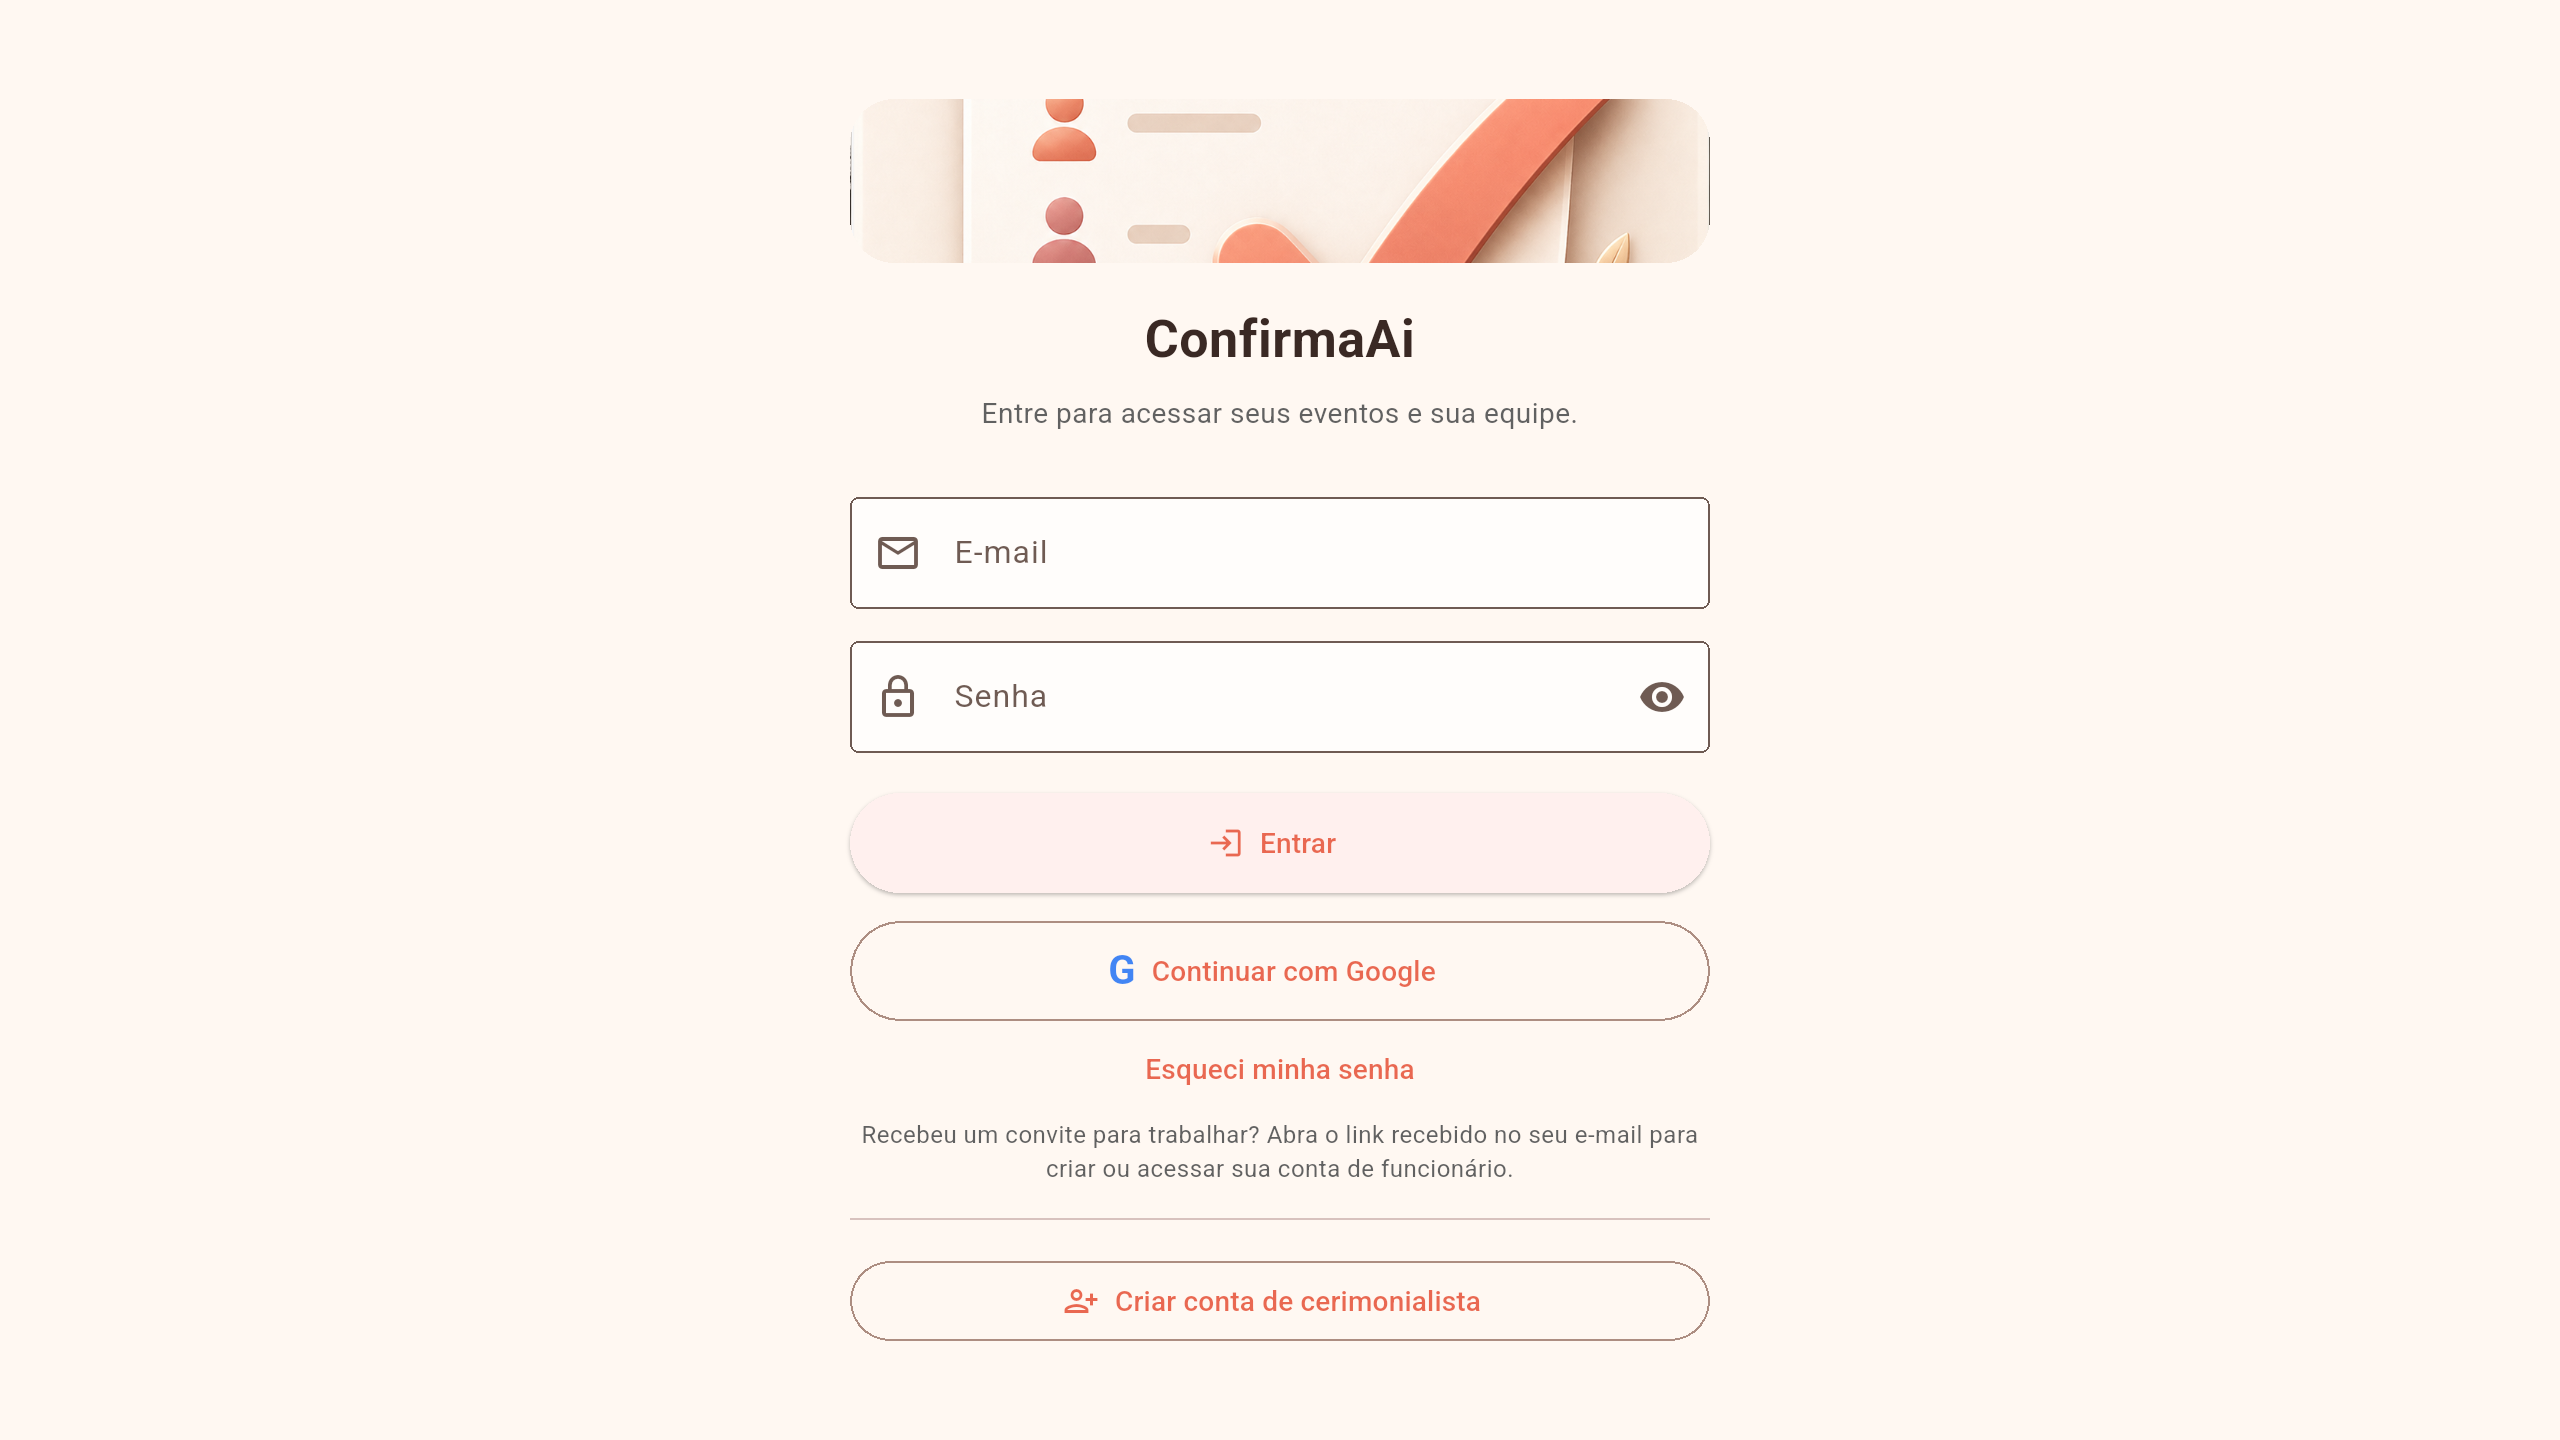 ConfirmaAi
Entre para acessar seus eventos e sua equipe.
E-mail
Senha
Entrar
G Continuar com Google
Esqueci minha senha
Recebeu um convite para trabalhar? Abra o link recebido no seu e-mail para
criar ou acessar sua conta de funcionário.
Criar conta de cerimonialista